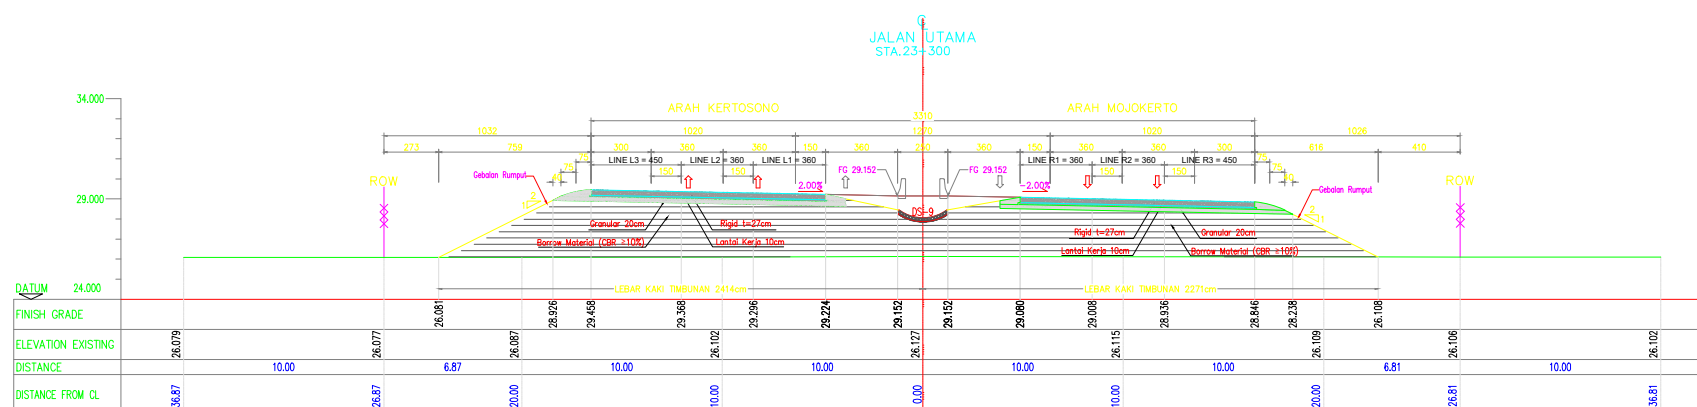 JALAN UTAMA
STA.23+300
34.000
ARAH KERTOSONO
ARAH MOJOKERTO
3310
1032
1020
1270
1020
1026
273
759
300
360
360
150
360
360
150
360
360
300
616
410
LINE L3 = 450
LINE L2 = 360
LINE L1 = 360
LINE R1 = 360
LINE R2 = 360
LINE R3 = 450
150
150
150
150
FG 29.152
FG 29.152
Gebalan Rumput
Gebalan Rumput
ROW
ROW
2.00%
-2.00%
29.000
DS-9
Granular 20cm
Rigid t=27cm
Rigid t=27cm
Granular 20cm
Borrow Material (CBR ≥10%)
Lantai Kerja 10cm
Lantai Kerja 10cm
Borrow Material (CBR ≥10%)
DATUM
24.000
LEBAR KAKI TIMBUNAN 2414cm
LEBAR KAKI TIMBUNAN 2271cm
FINISH GRADE
26.081
28.926
29.458
29.368
29.296
29.224
29.152
29.152
29.080
29.008
28.936
28.846
28.238
26.108
ELEVATION EXISTING
26.079
26.077
26.087
26.102
26.127
26.115
26.109
26.106
26.102
DISTANCE
10.00
6.87
10.00
10.00
10.00
10.00
6.81
10.00
DISTANCE FROM CL
36.87
26.87
20.00
10.00
0.00
10.00
20.00
26.81
36.81